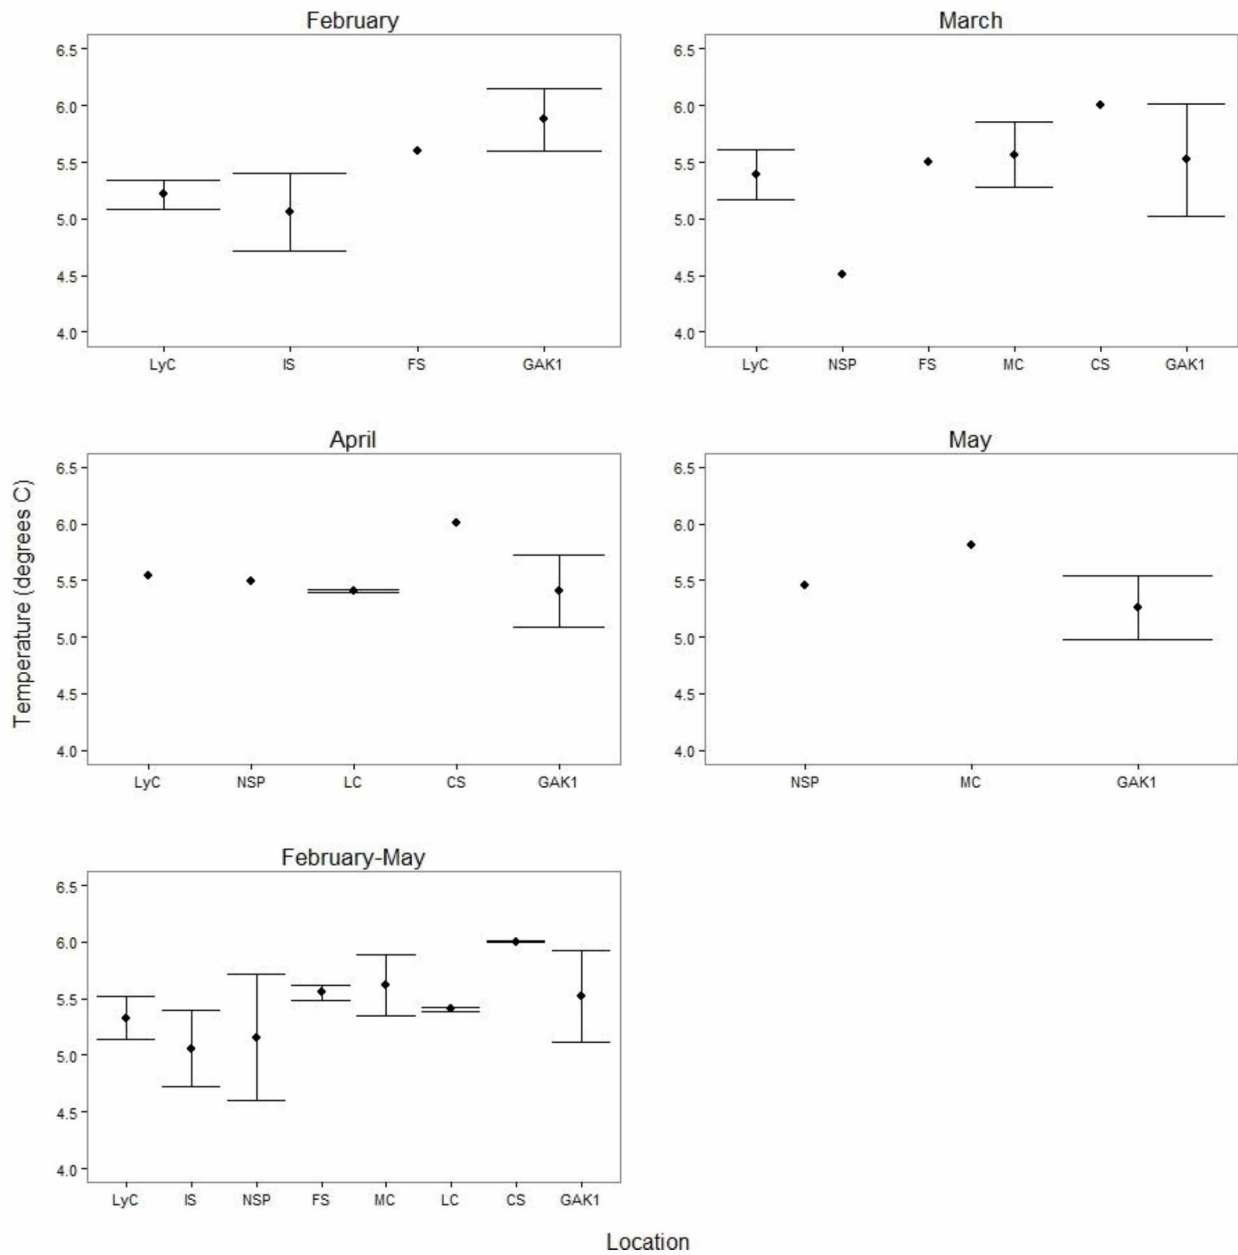 February
6.5
6.0
5.5
5.0
4.5
4.0
LyC IS FS GAK1
March
6.5
6.0
5.5
5.0
4.5
4.0
LyC NSP FS MC CS GAK1
April
6.5
6.0
5.5
5.0
4.5
4.0
LyC NSP LC CS GAK1
May
6.5
6.0
5.5
5.0
4.5
4.0
NSP MC GAK1
Temperature (degrees C)
February-May
6.5
6.0
5.5
5.0
4.5
4.0
LyC IS NSP FS MC LC CS GAK1
Location